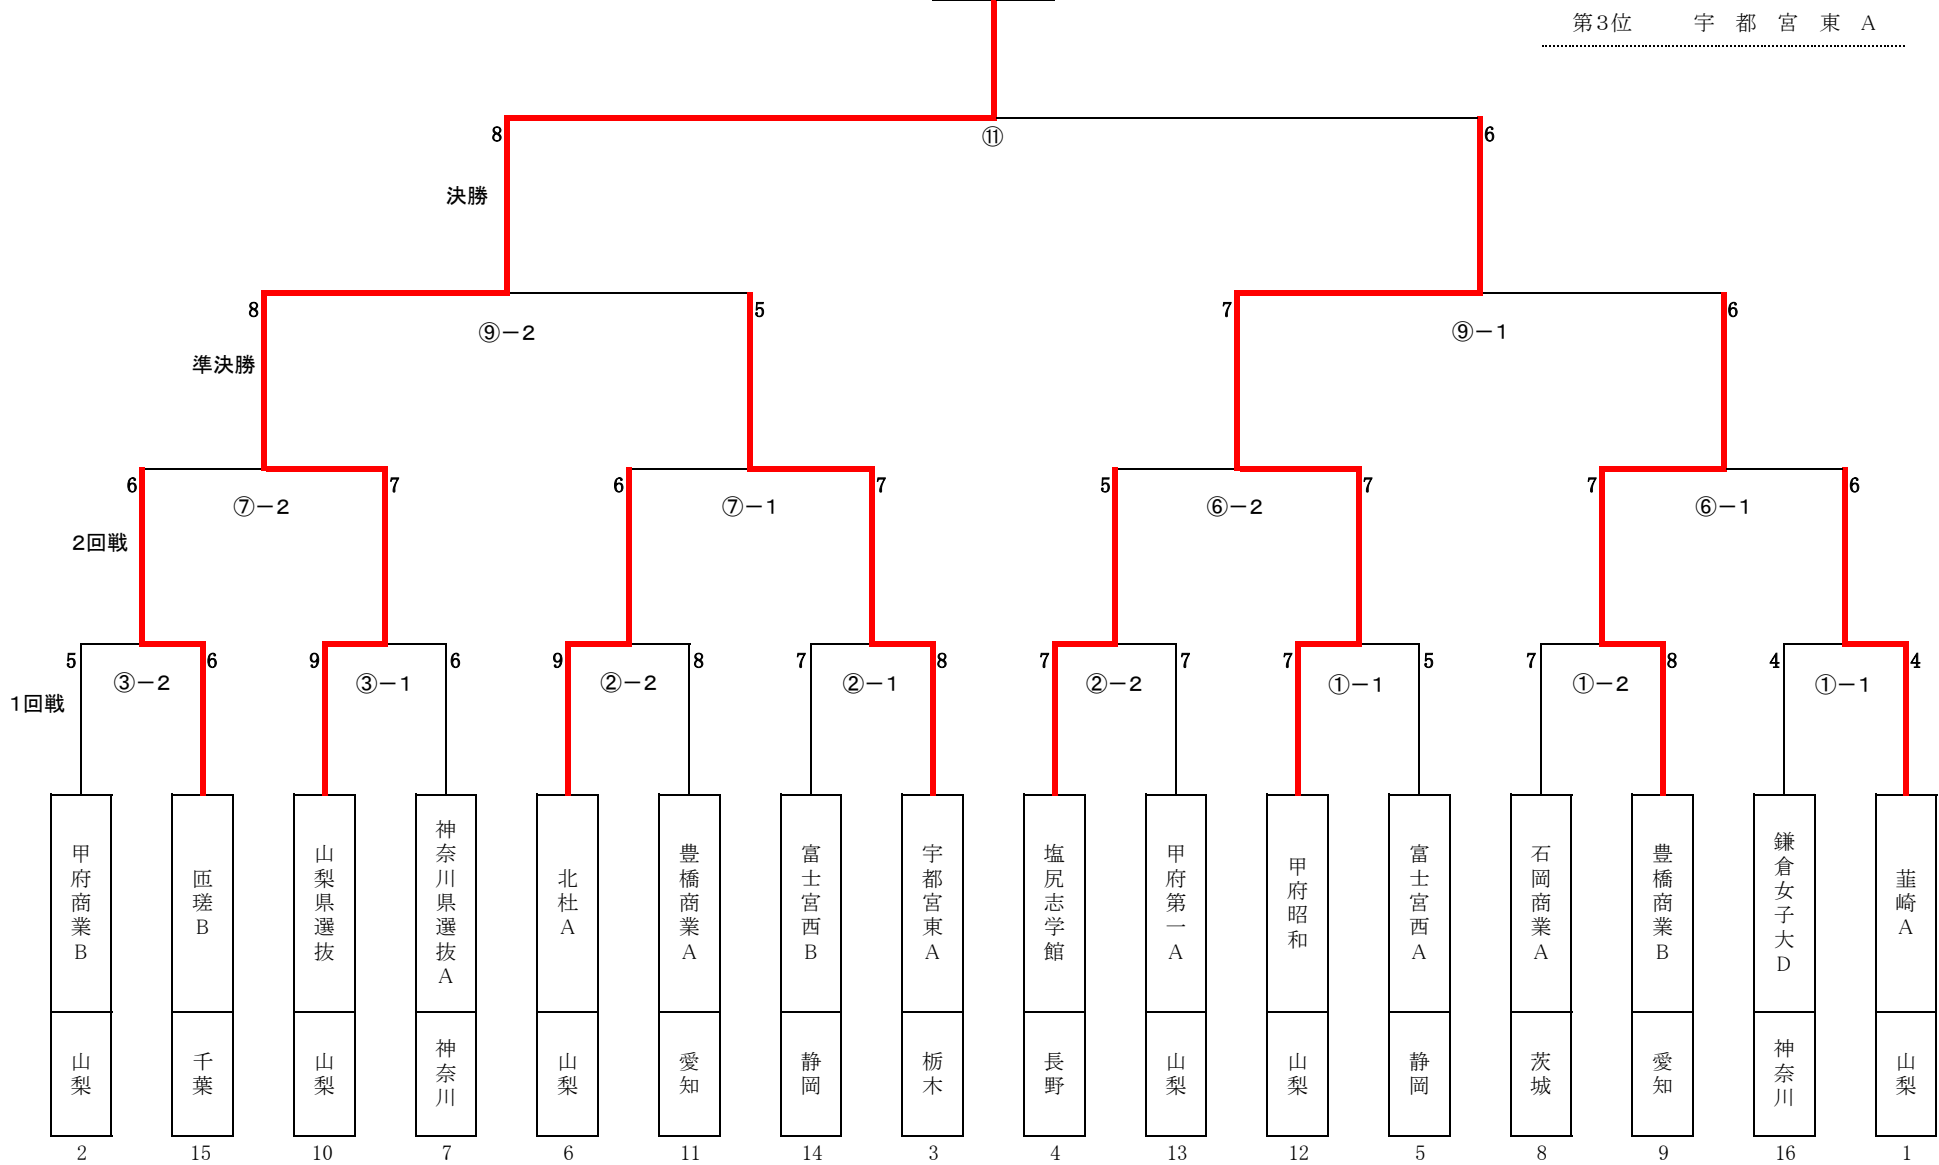 第3位 宇都宮東A
8 ⑪ 6
決勝
8 5 7 6
⑨－2 ⑨－1
準決勝
6 7 6 7 5 7 7 6
⑦－2 ⑦－1 ⑥－2 ⑥－1
2回戦
5 6 9 6 9 8 7 8 7 7 7 5 7 8 4 4
③－2 ③－1 ②－2 ②－1 ②－2 ①－1 ①－2 ①－1
1回戦
甲府商業B
匝瑳B
山梨県選抜
神奈川県選抜A
北杜A
豊橋商業A
富士宮西B
宇都宮東A
塩尻志学館
甲府第一A
甲府昭和
富士宮西A
石岡商業A
豊橋商業B
鎌倉女子大D
韮崎A
山梨
千葉
山梨
神奈川
山梨
愛知
静岡
栃木
長野
山梨
山梨
静岡
茨城
愛知
神奈川
山梨
2 15 10 7 6 11 14 3 4 13 12 5 8 9 16 1